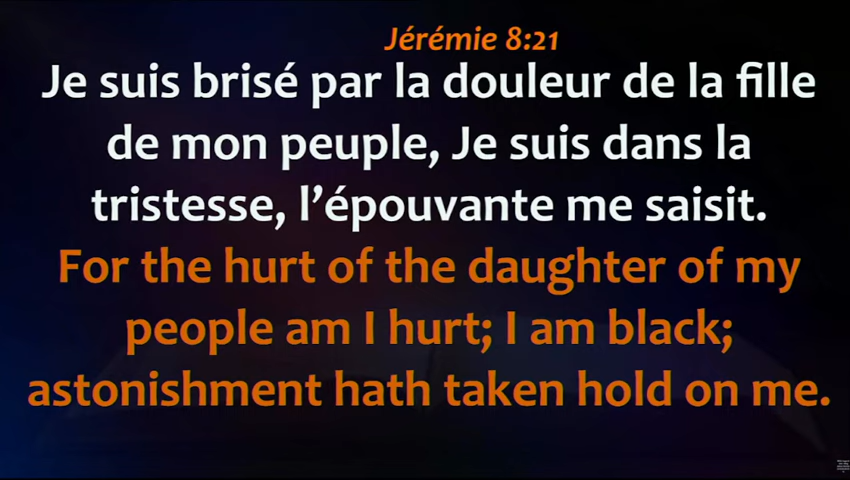 Jérémie 8:21
Je suis brisé par la douleur de la fille
de mon peuple, Je suis dans la
tristesse, l’épouvante me saisit.
For the hurt of the daughter of my
people am I hurt; I am black;
astonishment hath taken hold on me.